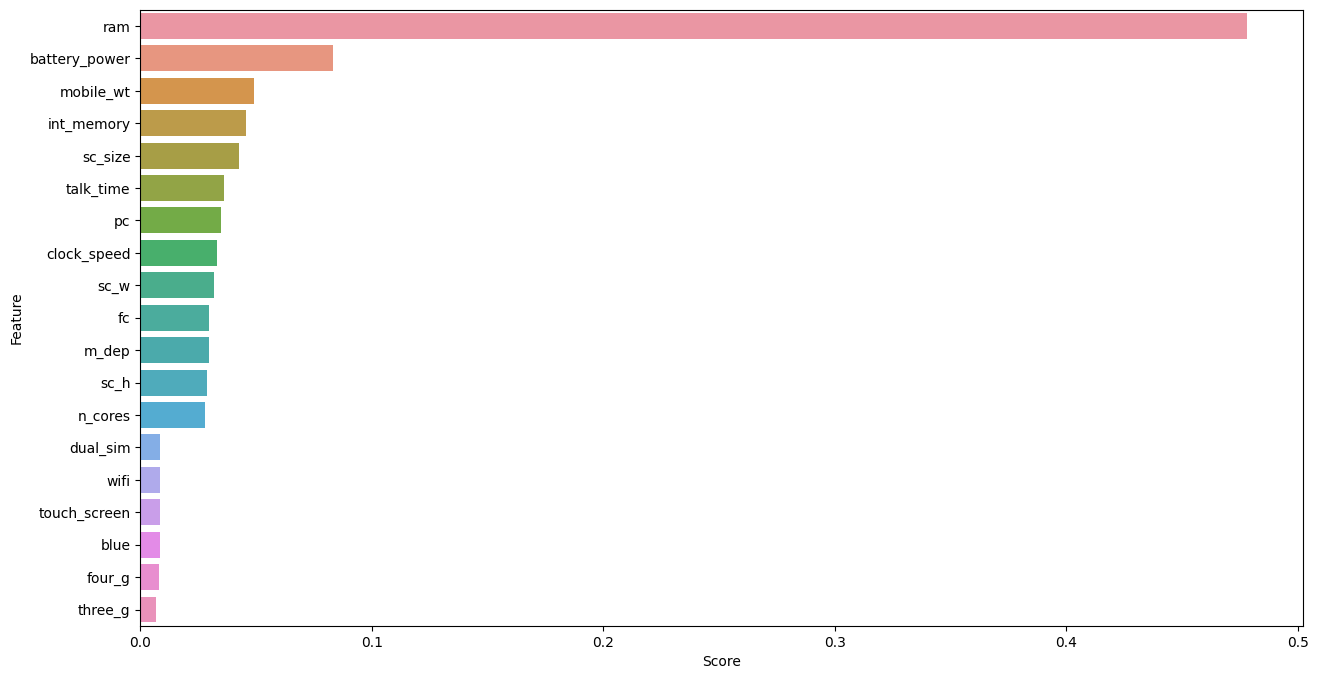 ram
battery_power
mobile_wt
int_memory
sc_size
talk_time
pc
clock_speed
sc_w
fc
m_dep
sc_h
n_cores
dual_sim
wifi
touch_screen
blue
four_g
three_g
Feature
0.0 0.1 0.2 0.3 0.4 0.5
Score